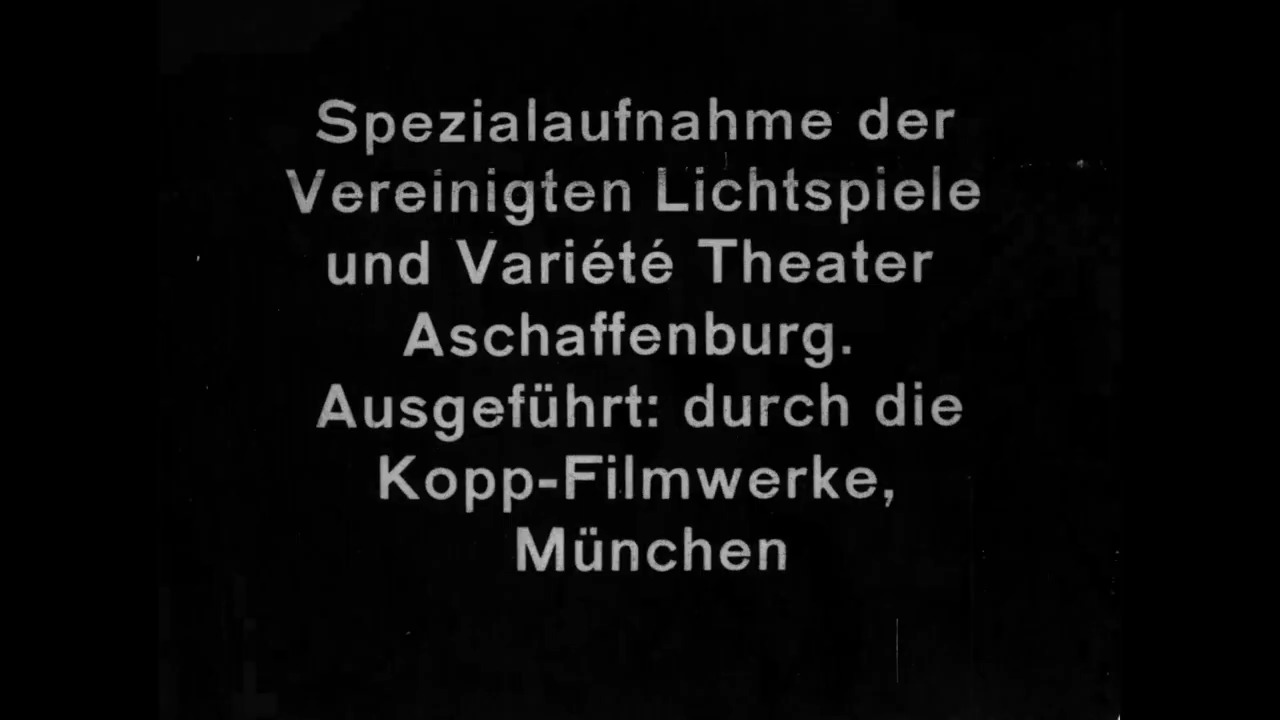 Spezialaufnahme der
Vereinigten Lichtspiele
und Variété Theater
Aschaffenburg.
Ausgeführt: durch die
Kopp-Filmwerke,
München